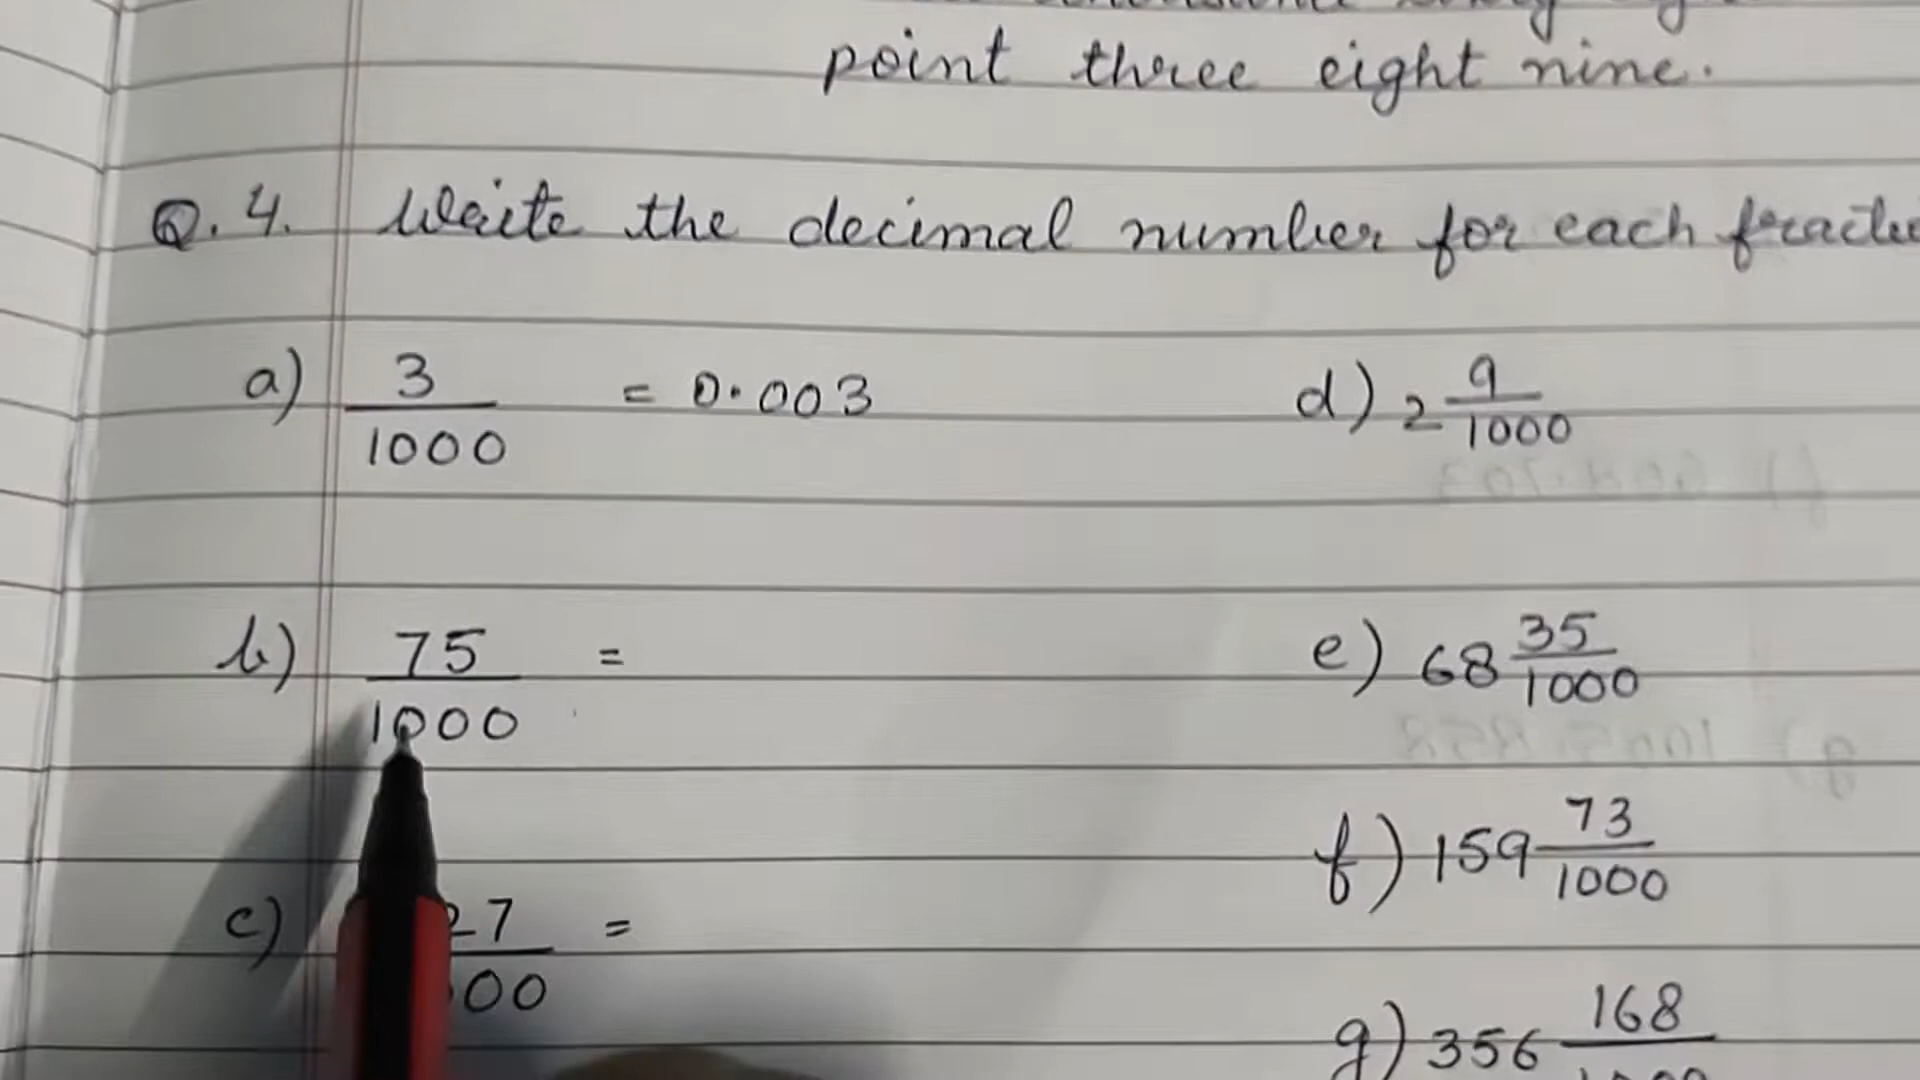 point three eight nine.
Q.4. Write the decimal number for each
a) 3/1000 = 0.003
d) 2 9/1000
b) 75/1000 =
e) 68 35/1000
f) 159 73/1000
c) 27 =
g) 356 168